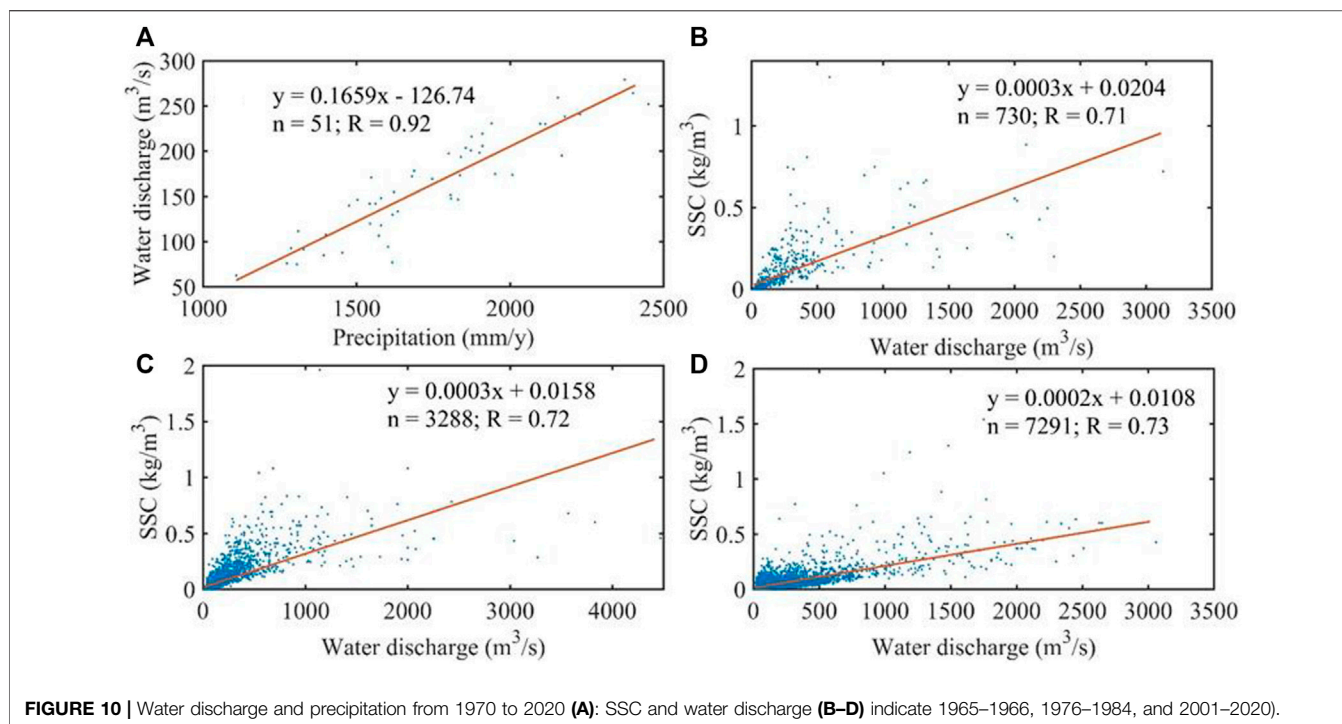 A
Water discharge (m³/s)
300
250
200
150
100
50
y = 0.1659x - 126.74
n = 51; R = 0.92
1000 1500 2000 2500
Precipitation (mm/y)
B
SSC (kg/m³)
1
0.5
0
y = 0.0003x + 0.0204
n = 730; R = 0.71
0 500 1000 1500 2000 2500 3000 3500
Water discharge (m³/s)
C
SSC (kg/m³)
2
1.5
1
0.5
0
y = 0.0003x + 0.0158
n = 3288; R = 0.72
0 1000 2000 3000 4000
Water discharge (m³/s)
D
SSC (kg/m³)
2
1.5
1
0.5
0
y = 0.0002x + 0.0108
n = 7291; R = 0.73
0 500 1000 1500 2000 2500 3000 3500
Water discharge (m³/s)
FIGURE 10 | Water discharge and precipitation from 1970 to 2020 (A): SSC and water discharge (B–D) indicate 1965–1966, 1976–1984, and 2001–2020).